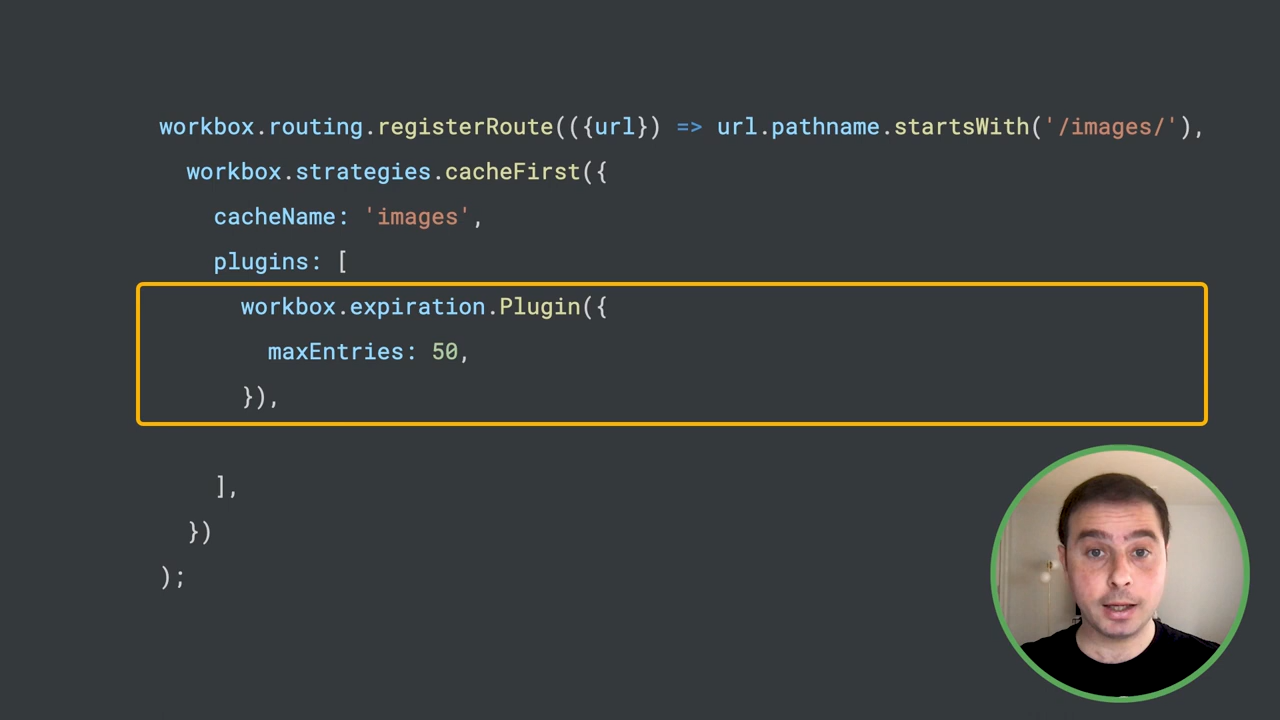 workbox.routing.registerRoute(({url}) => url.pathname.startsWith('/images/'),
workbox.strategies.cacheFirst({
cacheName: 'images',
plugins: [
workbox.expiration.Plugin({
maxEntries: 50,
}),
],
})
);